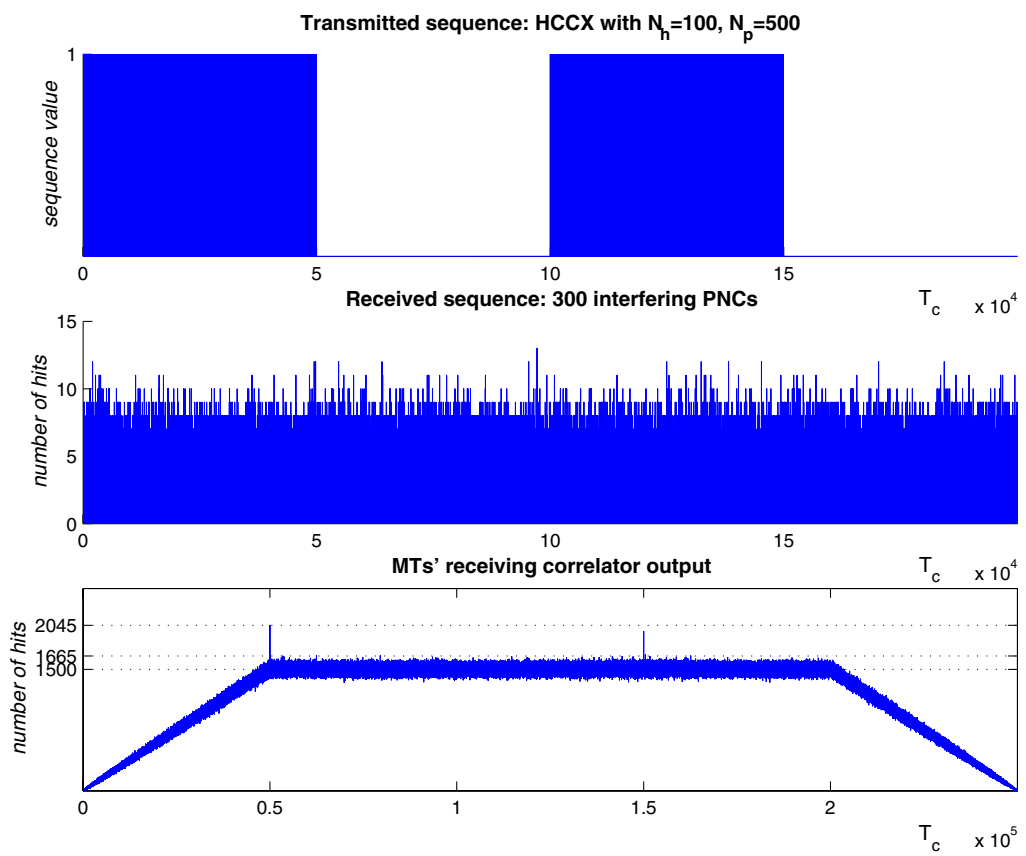 Transmitted sequence: HCCX with N_h=100, N_p=500
sequence value
1
0 5 10 15
T_c x 10^4
Received sequence: 300 interfering PNCs
number of hits
15
10
5
0
0 5 10 15
T_c x 10^4
MTs' receiving correlator output
number of hits
2045
1665
1500
0 0.5 1 1.5 2
T_c x 10^5